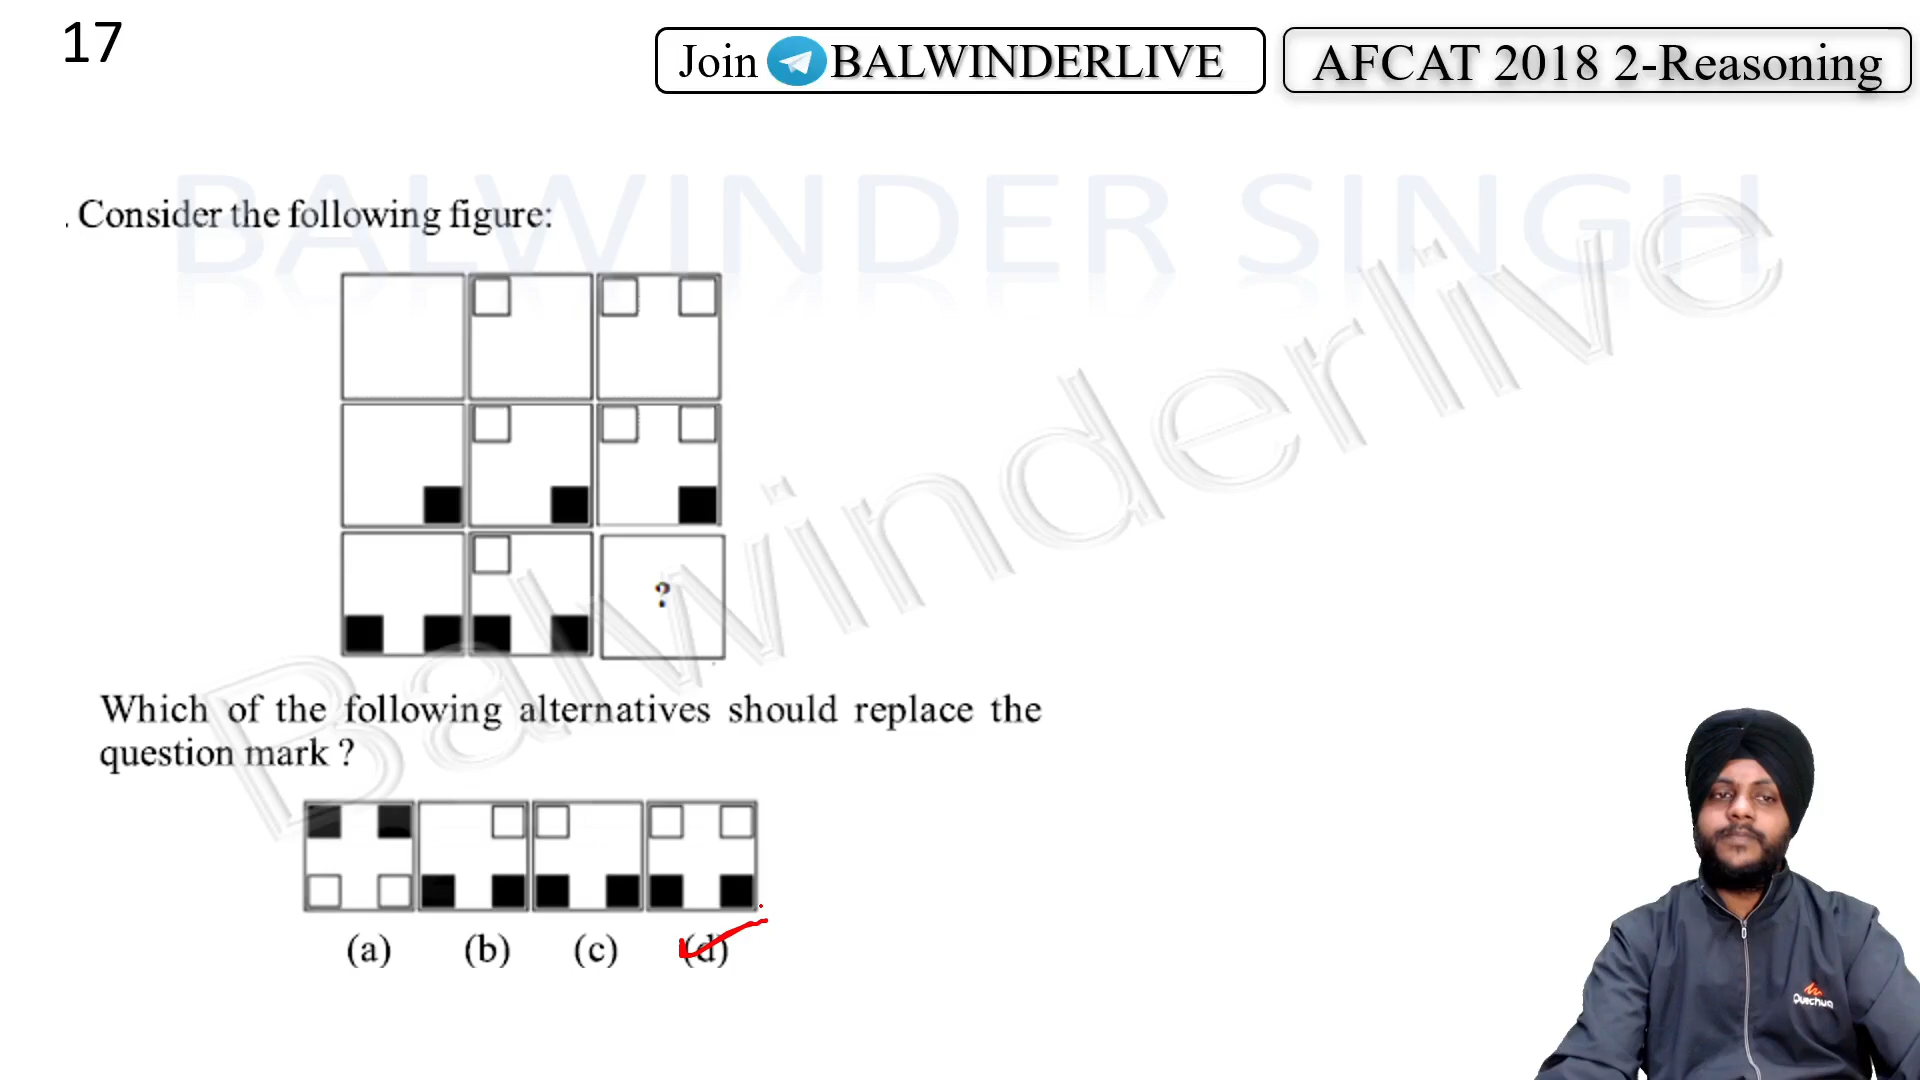 17
Join BALWINDERLIVE
AFCAT 2018 2-Reasoning
BALWINDER SINGH
. Consider the following figure:
Balwinderlive
?
Which of the following alternatives should replace the
question mark ?
(a) (b) (c) (d)
Quechua